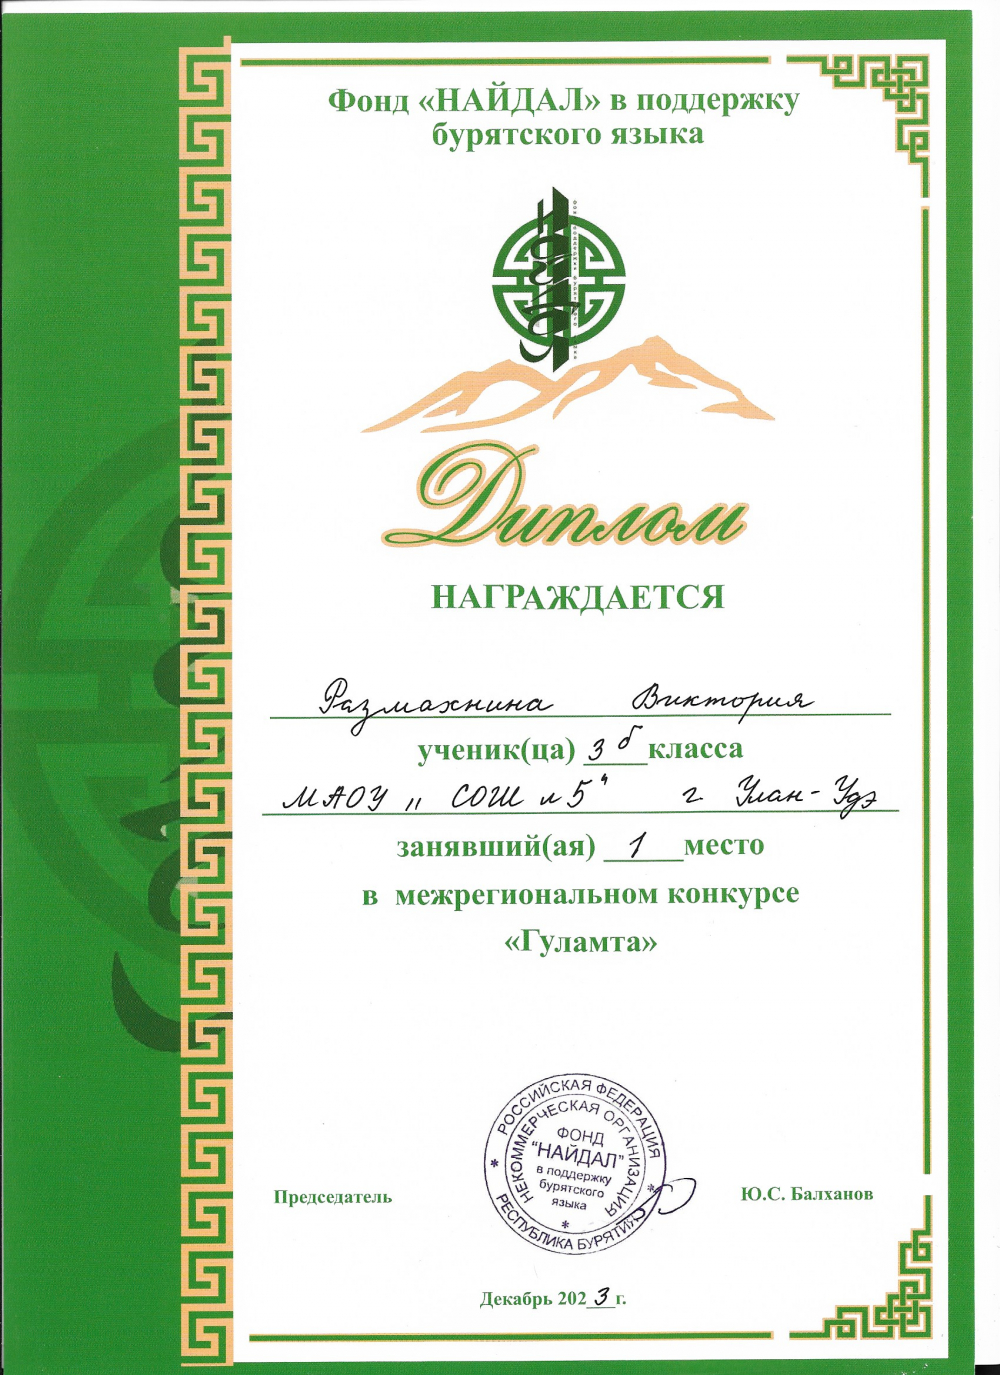 Фонд «НАЙДАЛ» в поддержку
бурятского языка
Диплом
НАГРАЖДАЕТСЯ
Размахнина Виктория
ученик(ца) 3 б класса
МАОУ „ СОШ №5" г. Улан-Удэ
занявший(ая) 1 место
в межрегиональном конкурсе
«Гуламта»
РОССИЙСКАЯ ФЕДЕРАЦИЯ
НЕКОММЕРЧЕСКАЯ ОРГАНИЗАЦИЯ
ФОНД
"НАЙДАЛ"
в поддержку
бурятского
языка
РЕСПУБЛИКА БУРЯТИЯ
Председатель
Ю.С. Балханов
Декабрь 2023г.